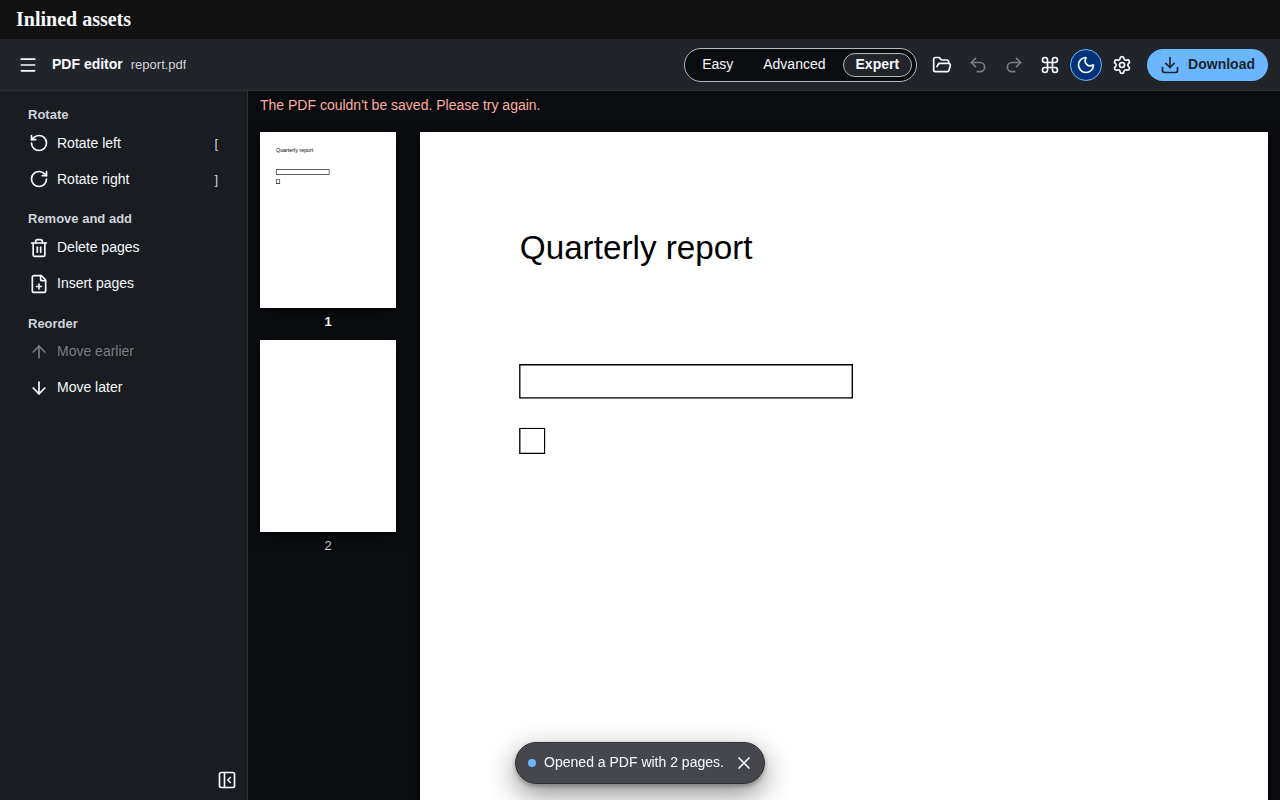 Inlined assets
PDF editor report.pdf
Easy Advanced Expert
Download
Rotate
Rotate left [
Rotate right ]
Remove and add
Delete pages
Insert pages
Reorder
Move earlier
Move later
The PDF couldn't be saved. Please try again.
Quarterly report
1
2
Quarterly report
Opened a PDF with 2 pages.